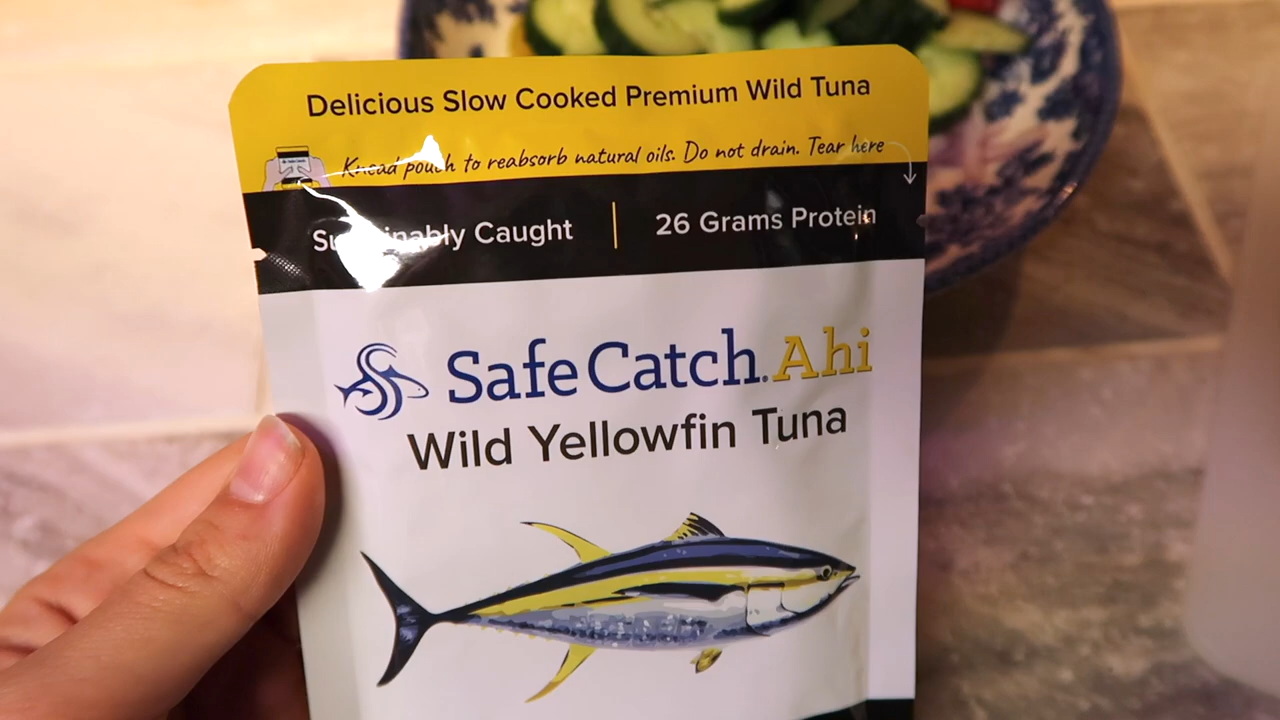 Delicious Slow Cooked Premium Wild Tuna
Knead pouch to reabsorb natural oils. Do not drain. Tear here
Sustainably Caught | 26 Grams Protein
SafeCatch. Ahi
Wild Yellowfin Tuna